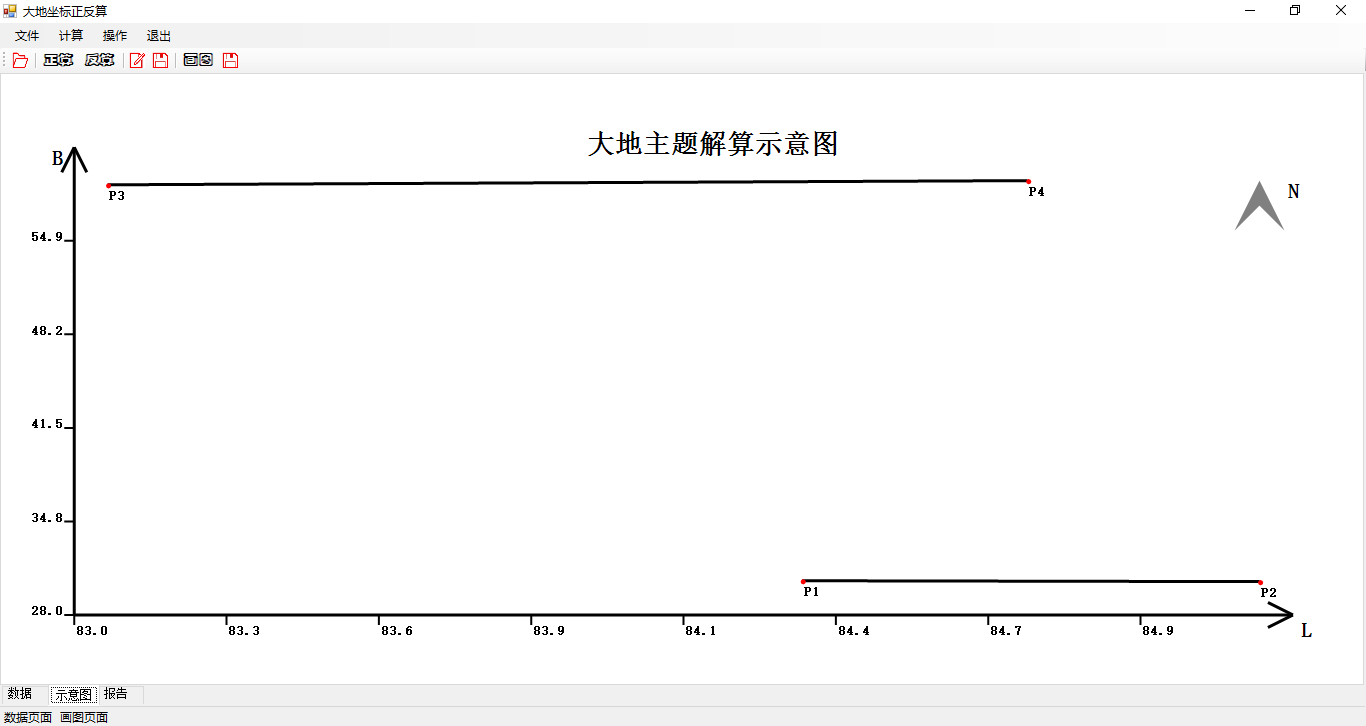 大地坐标正反算
文件 计算 操作 退出
正算 反算 画图
大地主题解算示意图
B
P3
P4
N
54.9
48.2
41.5
34.8
P1
P2
28.0
83.0 83.3 83.6 83.9 84.1 84.4 84.7 84.9
L
数据 示意图 报告
数据页面 画图页面